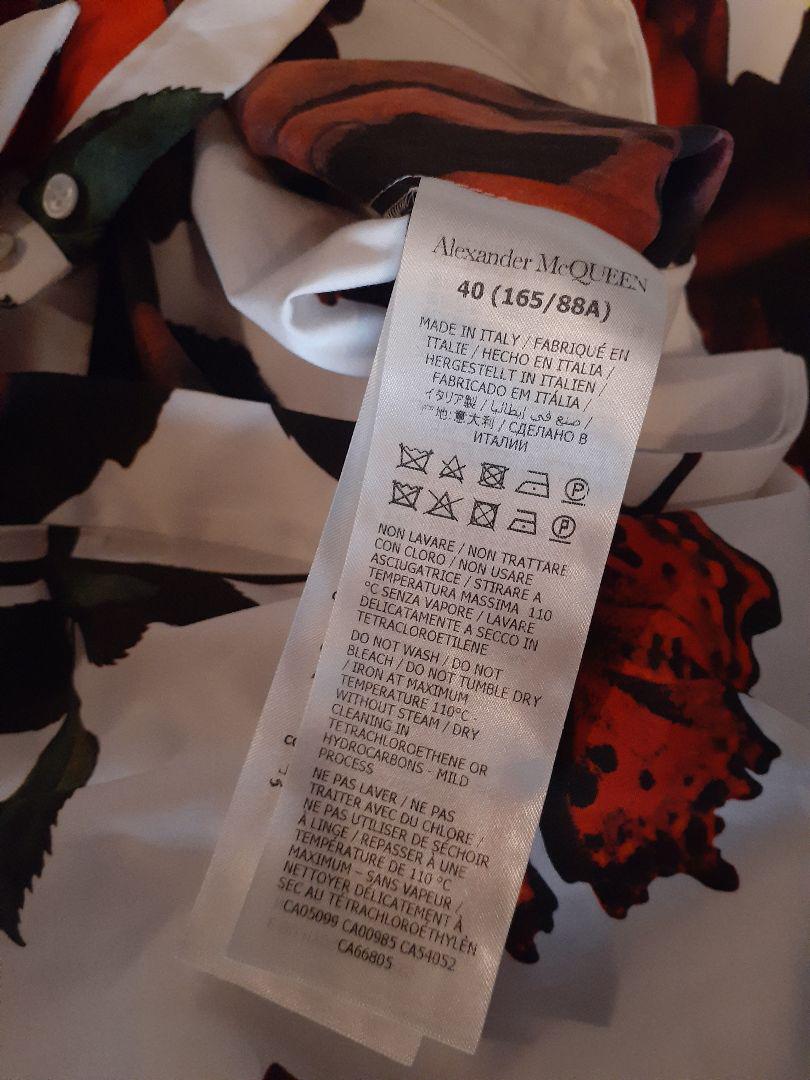 Alexander McQUEEN
40 (165/88A)
MADE IN ITALY / FABRIQUÉ EN
ITALIE / HECHO EN ITALIA /
HERGESTELLT IN ITALIEN /
FABRICADO EM ITÁLIA /
イタリア製 / صنع في إيطاليا /
地:意大利 / СДЕЛАНО В
ИТАЛИИ
NON LAVARE / NON TRATTARE
CON CLORO / NON USARE
ASCIUGATRICE / STIRARE A
TEMPERATURA MASSIMA 110
°C SENZA VAPORE / LAVARE
DELICATAMENTE A SECCO IN
TETRACLOROETILENE
DO NOT WASH / DO NOT
BLEACH / DO NOT TUMBLE DRY
/ IRON AT MAXIMUM
TEMPERATURE 110°C -
WITHOUT STEAM / DRY
CLEANING IN
TETRACHLOROETHENE OR
HYDROCARBONS - MILD
PROCESS
NE PAS LAVER / NE PAS
TRAITER AVEC DU CHLORE /
NE PAS UTILISER DE SÉCHOIR
À LINGE / REPASSER À UNE
TEMPÉRATURE DE 110 °C
MAXIMUM - SANS VAPEUR /
NETTOYER DÉLICATEMENT À
SEC AU TÉTRACHLOROÉTHYLÈN
CA05099 CA00985 CA54052
CA66805